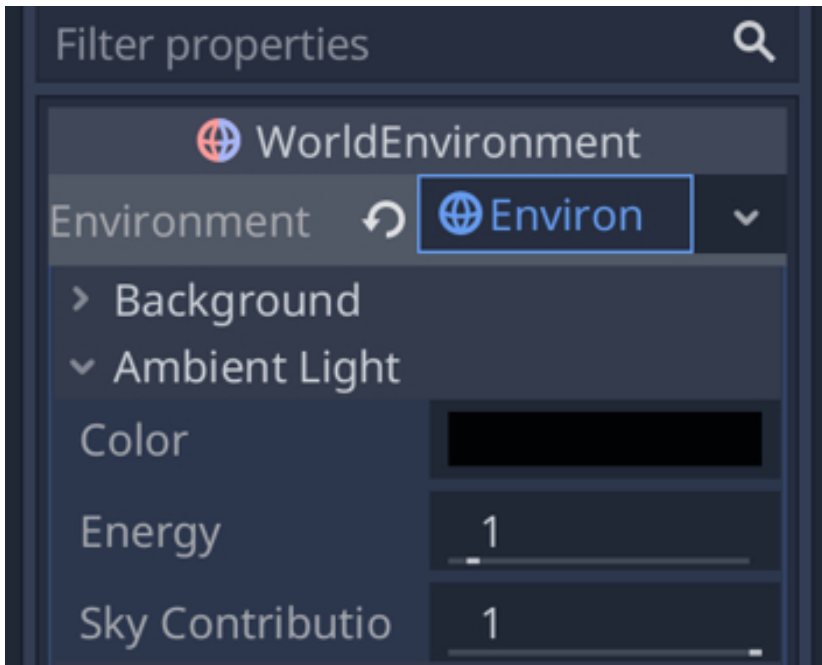 Filter properties
WorldEnvironment
Environment Environ
Background
Ambient Light
Color
Energy 1
Sky Contributio 1